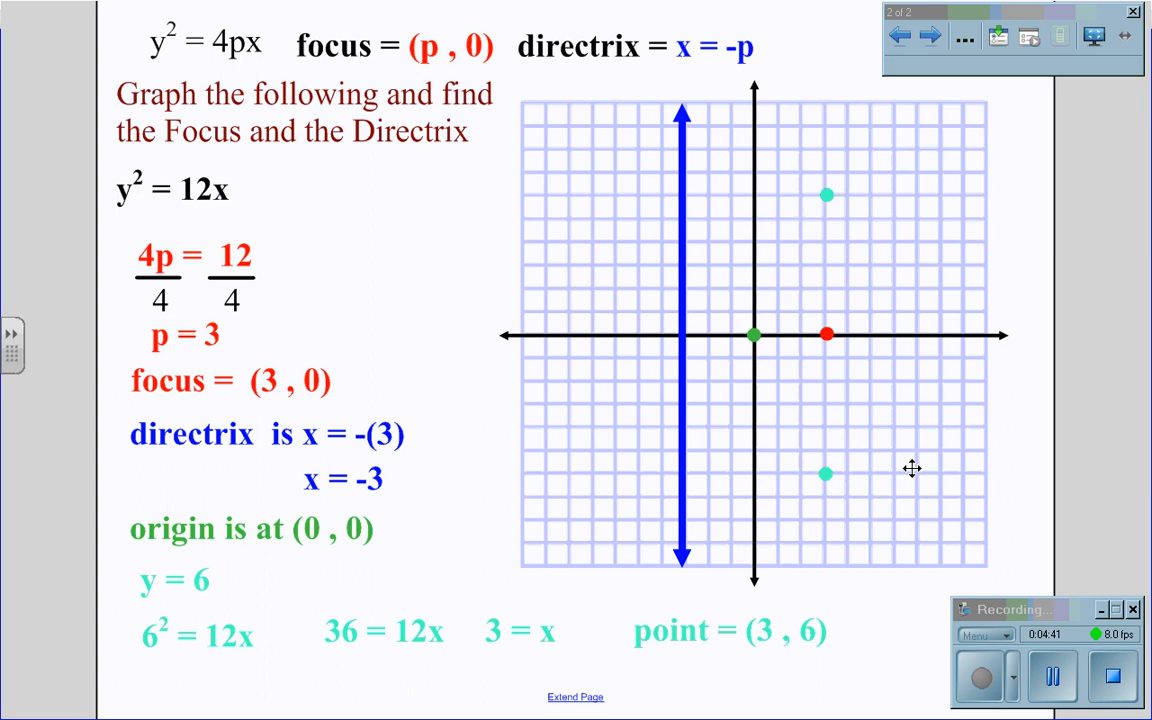 y² = 4px focus = (p , 0) directrix = x = -p
2 of 2
Graph the following and find
the Focus and the Directrix
y² = 12x
4p = 12
4 4
p = 3
focus = (3 , 0)
directrix is x = -(3)
x = -3
origin is at (0 , 0)
y = 6
6² = 12x 36 = 12x 3 = x point = (3 , 6)
Recording...
Menu 0:04:41 8.0 fps
Extend Page